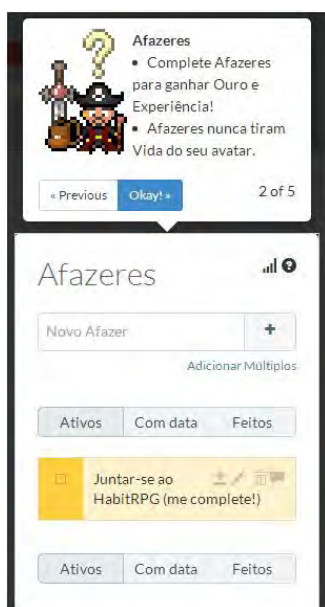 Afazeres
• Complete Afazeres
para ganhar Ouro e
Experiência!
• Afazeres nunca tiram
Vida do seu avatar.
« Previous Okay! » 2 of 5
Afazeres
Novo Afazer +
Adicionar Múltiplos
Ativos Com data Feitos
Juntar-se ao
HabitRPG (me complete!)
Ativos Com data Feitos